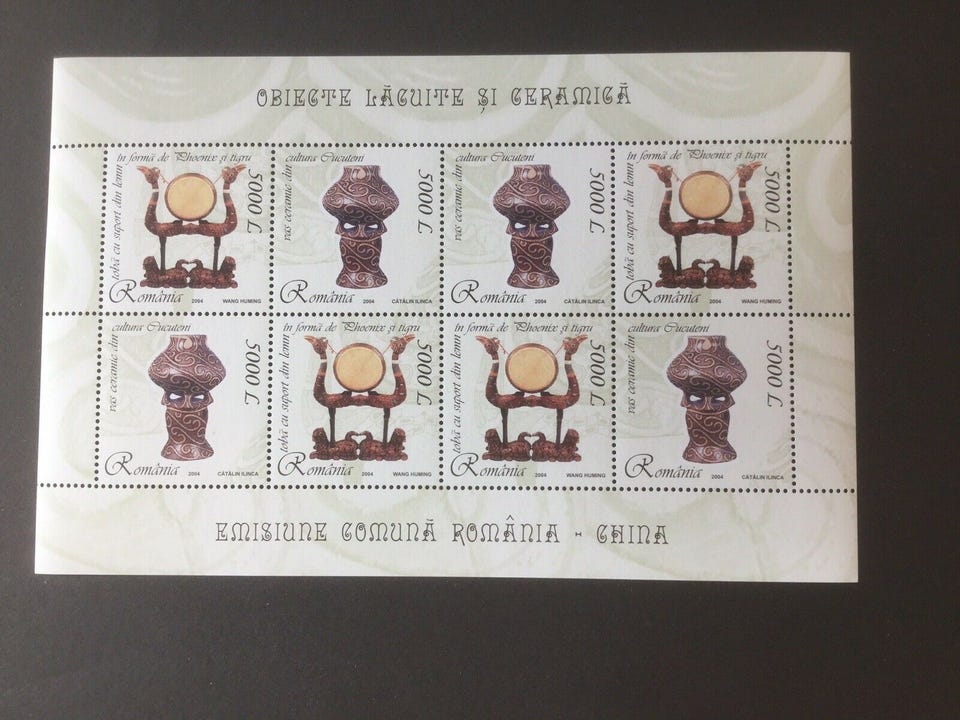 OBIECTE LĂCUITE ȘI CERAMICĂ
tobă cu suport din lemn
în formă de Phoenix și tigru
5000 L
România 2004 WANG HUMING
vas ceramic din
cultura Cucuteni
5000 L
România 2004 CĂTĂLIN ILINCA
vas ceramic din
cultura Cucuteni
5000 L
România 2004 CĂTĂLIN ILINCA
tobă cu suport din lemn
în formă de Phoenix și tigru
5000 L
România 2004 WANG HUMING
vas ceramic din
cultura Cucuteni
5000 L
România 2004 CĂTĂLIN ILINCA
tobă cu suport din lemn
în formă de Phoenix și tigru
5000 L
România 2004 WANG HUMING
tobă cu suport din lemn
în formă de Phoenix și tigru
5000 L
România 2004 WANG HUMING
vas ceramic din
cultura Cucuteni
5000 L
România 2004 CĂTĂLIN ILINCA
EMISIUNE COMUNĂ ROMÂNIA - CHINA